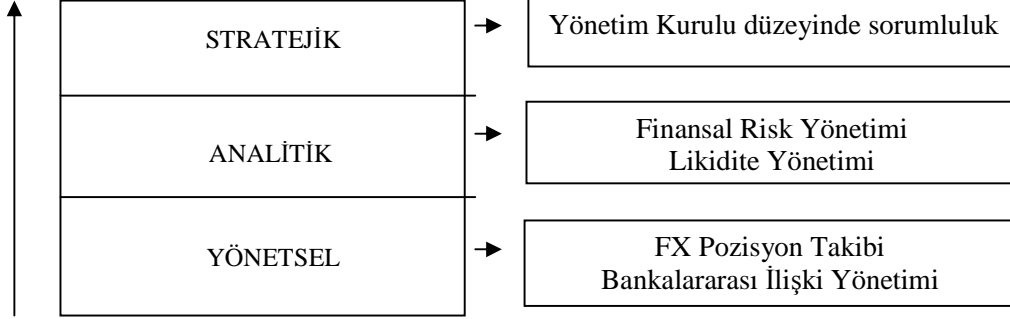 STRATEJİK
Yönetim Kurulu düzeyinde sorumluluk
ANALİTİK
Finansal Risk Yönetimi
Likidite Yönetimi
YÖNETSEL
FX Pozisyon Takibi
Bankalararası İlişki Yönetimi